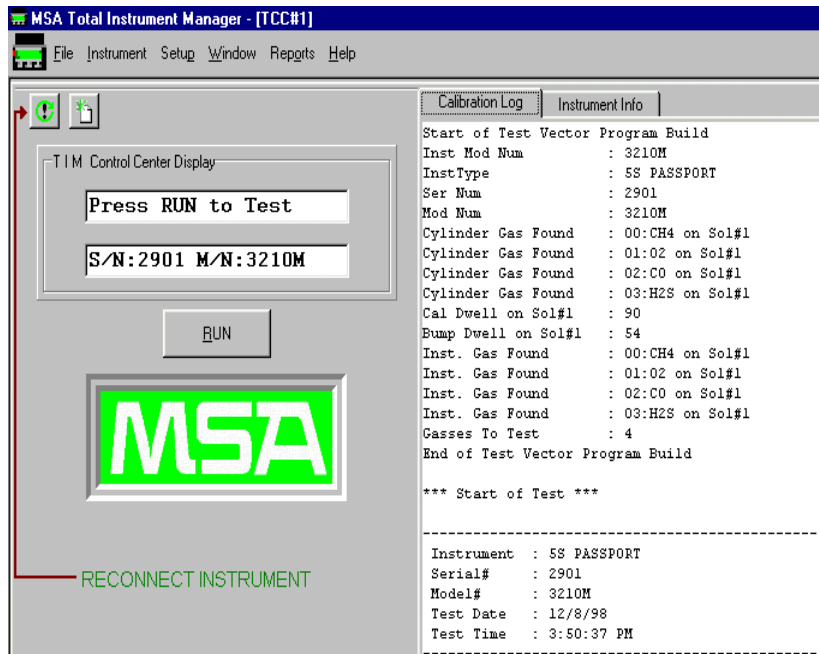 MSA Total Instrument Manager - [TCC#1]
File Instrument Setup Window Reports Help
T I M Control Center Display
Press RUN to Test
S/N:2901 M/N:3210M
RUN
MSA
RECONNECT INSTRUMENT
Calibration Log Instrument Info
Start of Test Vector Program Build
Inst Mod Num : 3210M
InstType : 5S PASSPORT
Ser Num : 2901
Mod Num : 3210M
Cylinder Gas Found : 00:CH4 on Sol#1
Cylinder Gas Found : 01:O2 on Sol#1
Cylinder Gas Found : 02:CO on Sol#1
Cylinder Gas Found : 03:H2S on Sol#1
Cal Dwell on Sol#1 : 90
Bump Dwell on Sol#1 : 54
Inst. Gas Found : 00:CH4 on Sol#1
Inst. Gas Found : 01:O2 on Sol#1
Inst. Gas Found : 02:CO on Sol#1
Inst. Gas Found : 03:H2S on Sol#1
Gasses To Test : 4
End of Test Vector Program Build
*** Start of Test ***
--------------------------------------------------
Instrument : 5S PASSPORT
Serial# : 2901
Model# : 3210M
Test Date : 12/8/98
Test Time : 3:50:37 PM
--------------------------------------------------